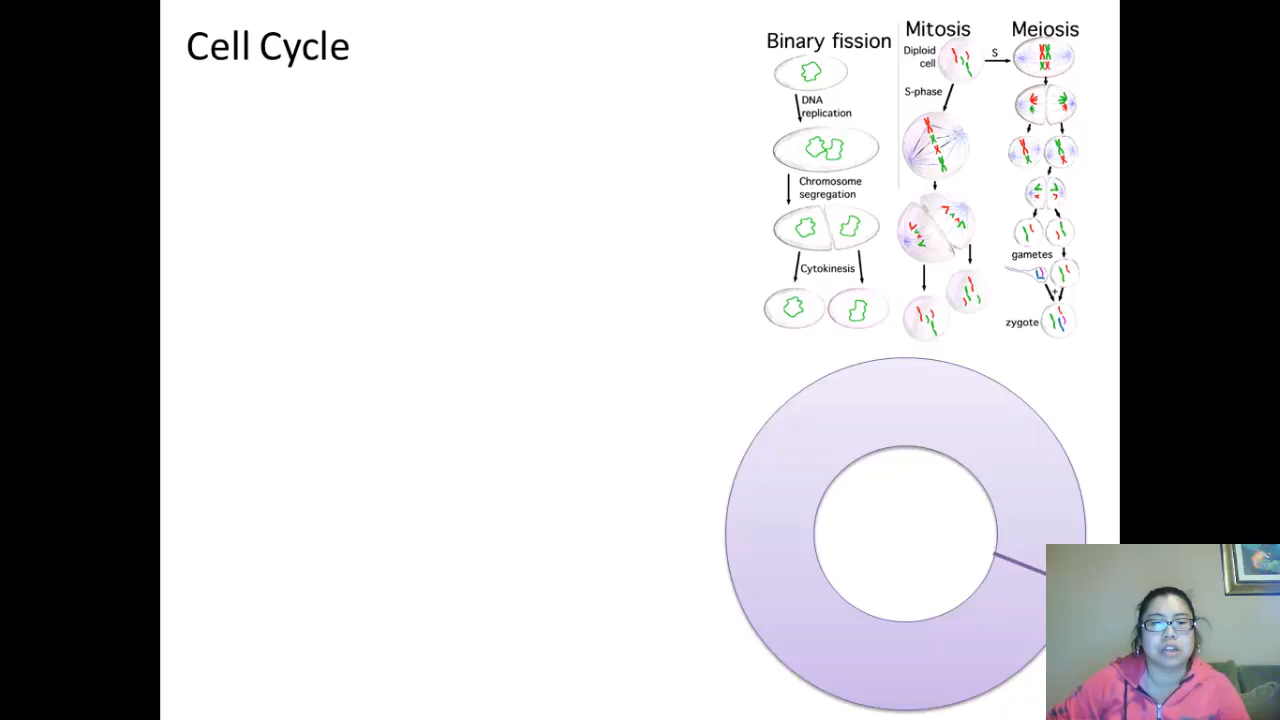 Cell Cycle
Binary fission
DNA
replication
Chromosome
segregation
Cytokinesis
Mitosis
Diploid
cell
S-phase
S
Meiosis
gametes
+
zygote